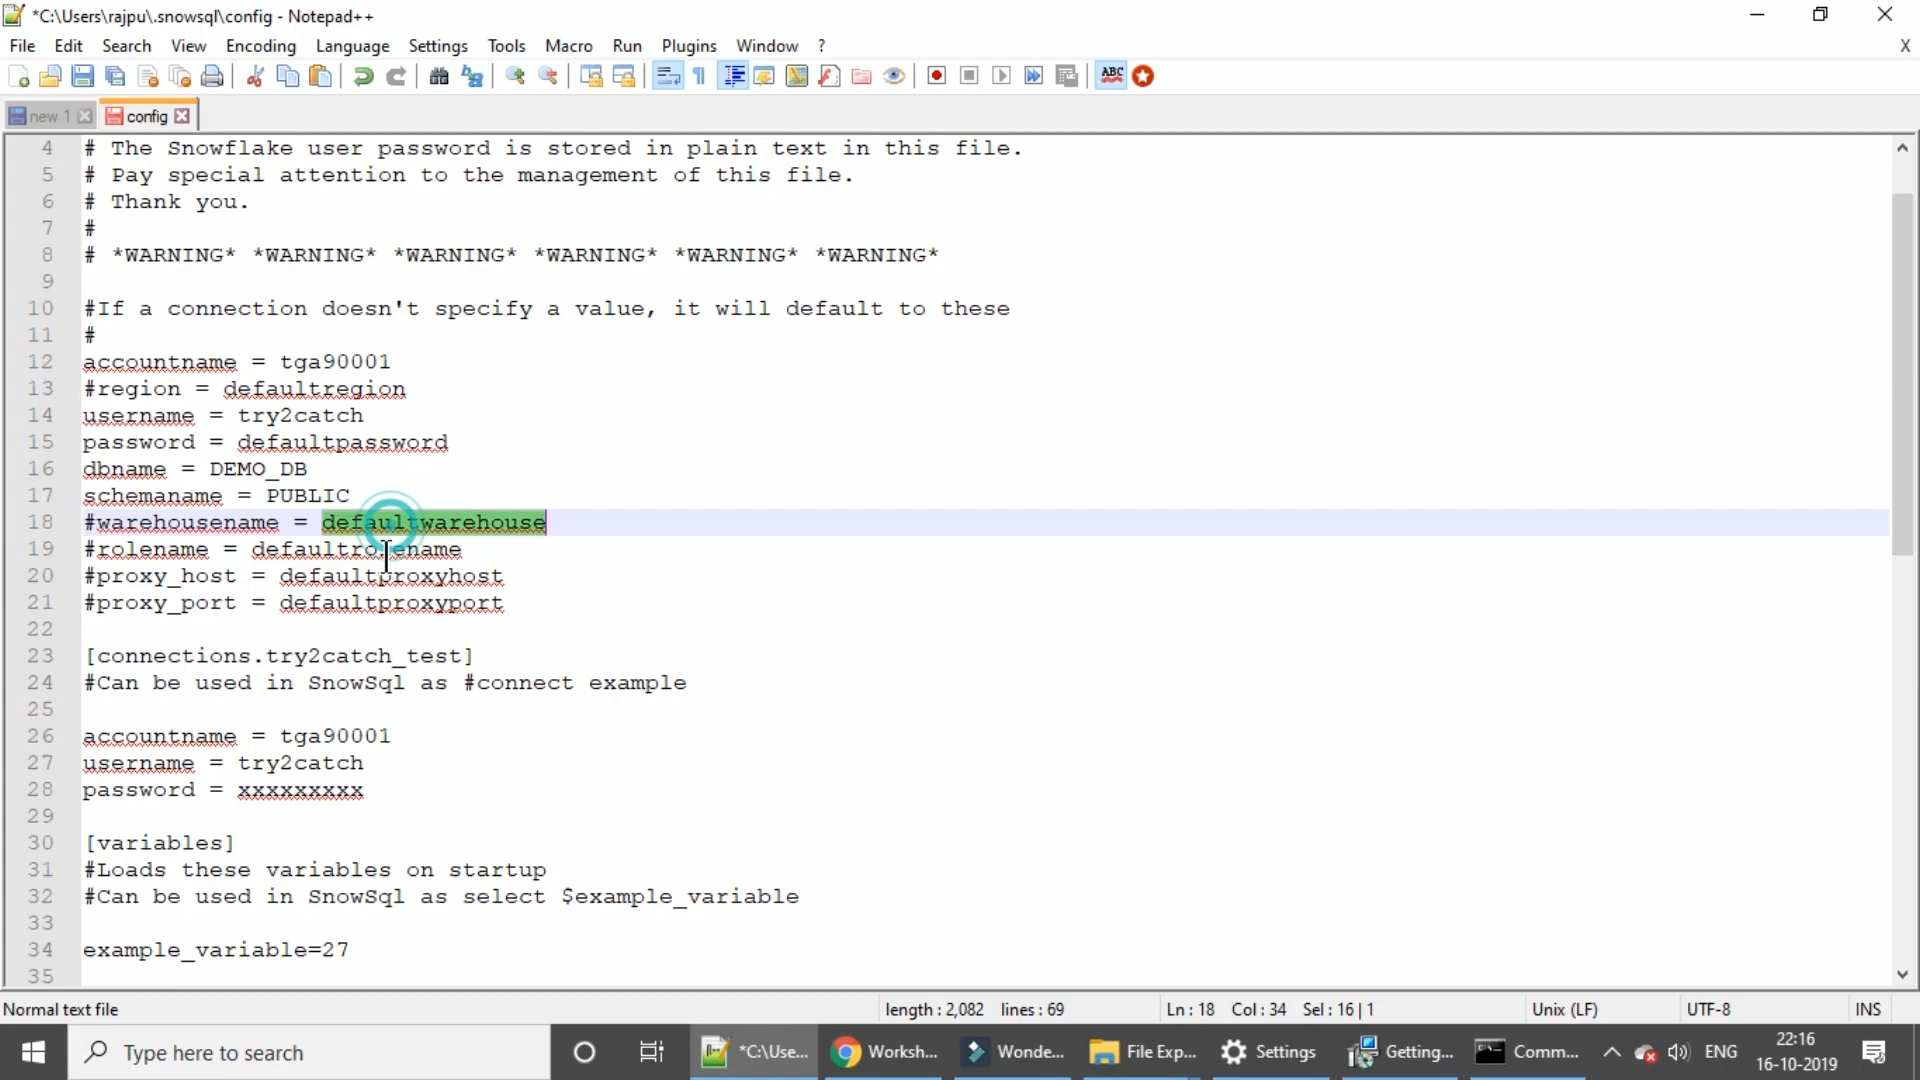 *C:\Users\rajpu\.snowsql\config - Notepad++
File Edit Search View Encoding Language Settings Tools Macro Run Plugins Window ? X
new 1 config
4 # The Snowflake user password is stored in plain text in this file.
5 # Pay special attention to the management of this file.
6 # Thank you.
7 #
8 # *WARNING* *WARNING* *WARNING* *WARNING* *WARNING* *WARNING*
9
10 #If a connection doesn't specify a value, it will default to these
11 #
12 accountname = tga90001
13 #region = defaultregion
14 username = try2catch
15 password = defaultpassword
16 dbname = DEMO_DB
17 schemaname = PUBLIC
18 #warehousename = defaultwarehouse
19 #rolename = defaultrolename
20 #proxy_host = defaultproxyhost
21 #proxy_port = defaultproxyport
22
23 [connections.try2catch_test]
24 #Can be used in SnowSql as #connect example
25
26 accountname = tga90001
27 username = try2catch
28 password = xxxxxxxxx
29
30 [variables]
31 #Loads these variables on startup
32 #Can be used in SnowSql as select $example_variable
33
34 example_variable=27
35
Normal text file length : 2,082 lines : 69 Ln : 18 Col : 34 Sel : 16 | 1 Unix (LF) UTF-8 INS
Type here to search *C:\Use... Worksh... Wonde... File Exp... Settings Getting... Comm... ENG 22:16
16-10-2019